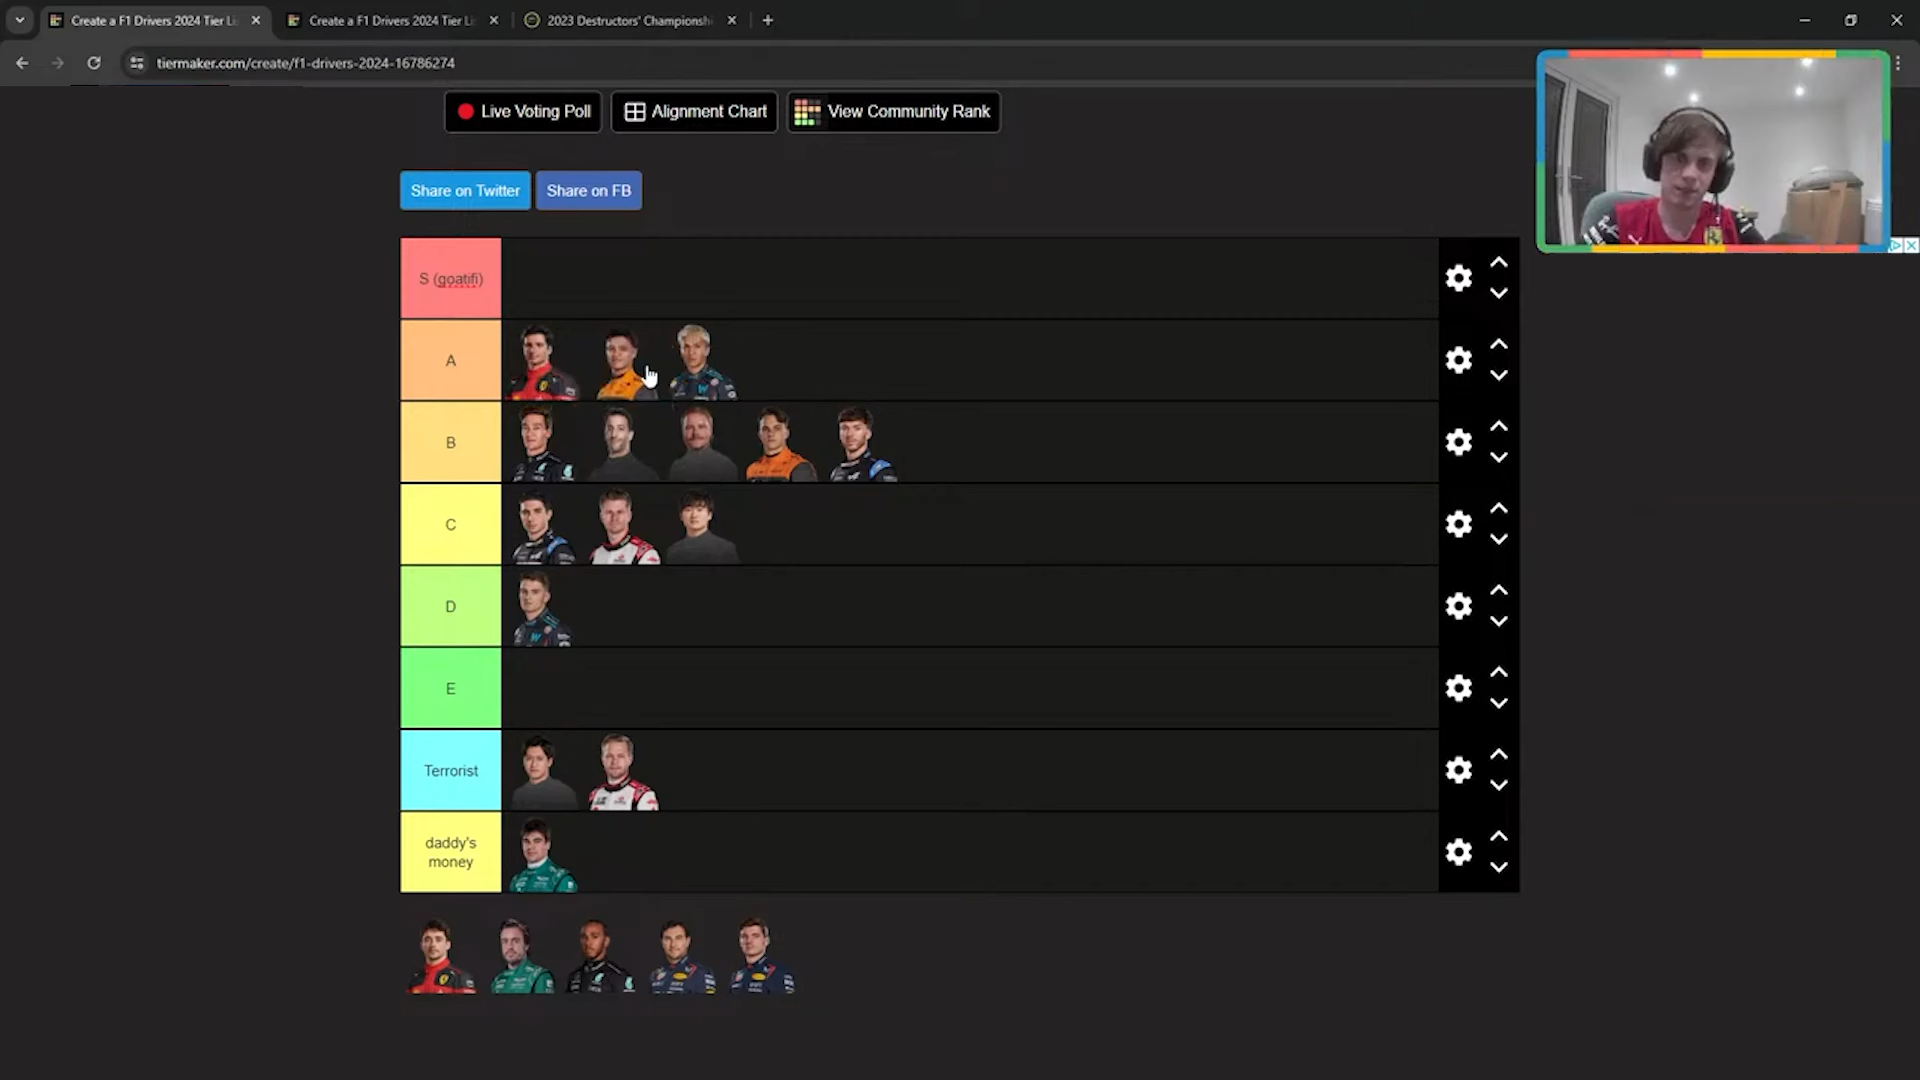 Create a F1 Drivers 2024 Tier Li
Create a F1 Drivers 2024 Tier Li
2023 Destructors' Championsh
tiermaker.com/create/f1-drivers-2024-16786274
Live Voting Poll
Alignment Chart
View Community Rank
Share on Twitter
Share on FB
S (goatifi)
A
B
C
D
E
Terrorist
daddy's
money